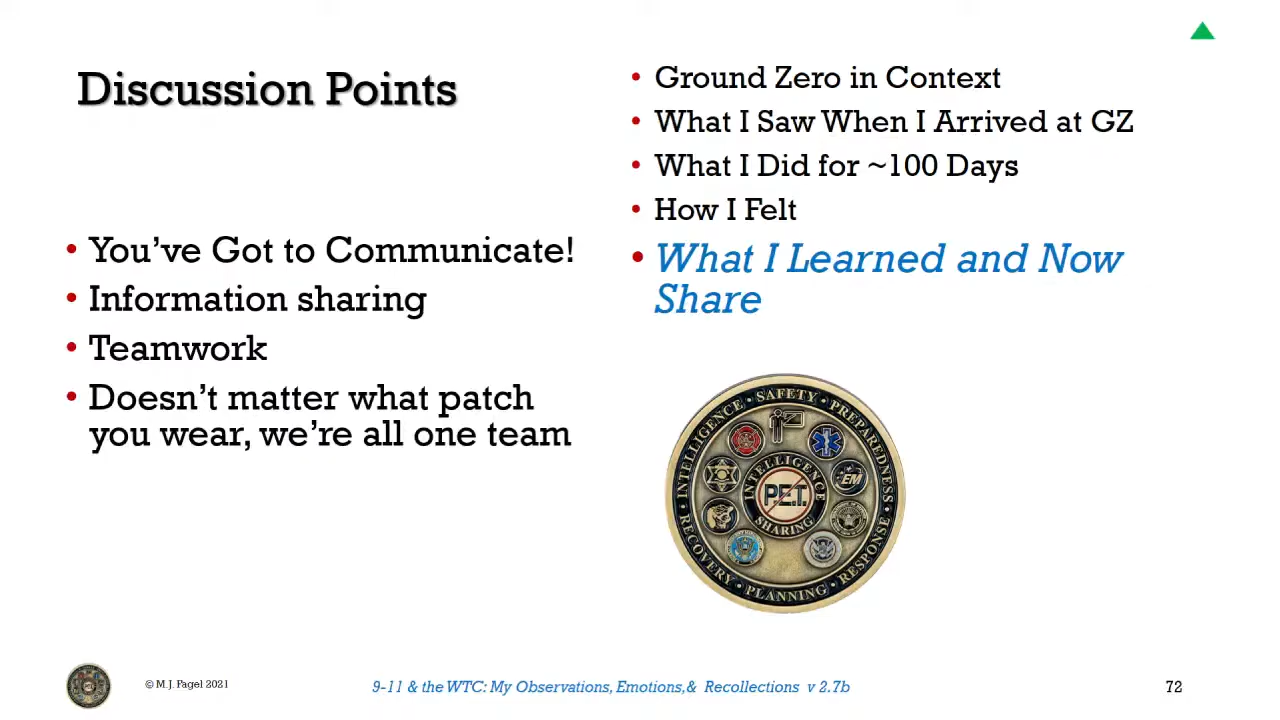 Discussion Points
• You’ve Got to Communicate!
• Information sharing
• Teamwork
• Doesn’t matter what patch
you wear, we’re all one team
• Ground Zero in Context
• What I Saw When I Arrived at GZ
• What I Did for ~100 Days
• How I Felt
• What I Learned and Now
Share
INTELLIGENCE • SAFETY • PREPAREDNESS • RESPONSE • PLANNING • RECOVERY •
INTELLIGENCE
P.E.T.
SHARING
EM
© M.J. Fagel 2021
9-11 & the WTC: My Observations, Emotions,& Recollections v 2.7b
72